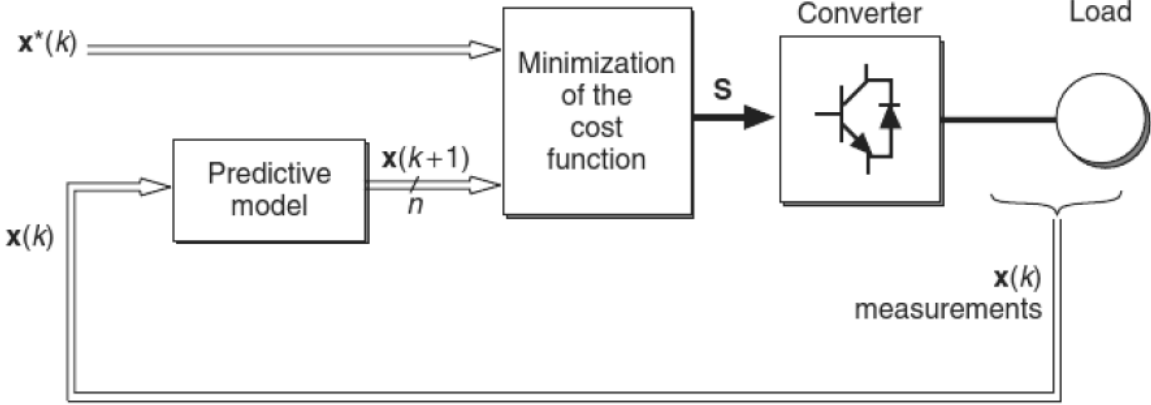 x*(k)
Minimization
of the
cost
function
S
Converter
Load
Predictive
model
x(k+1)
n
x(k)
x(k)
measurements